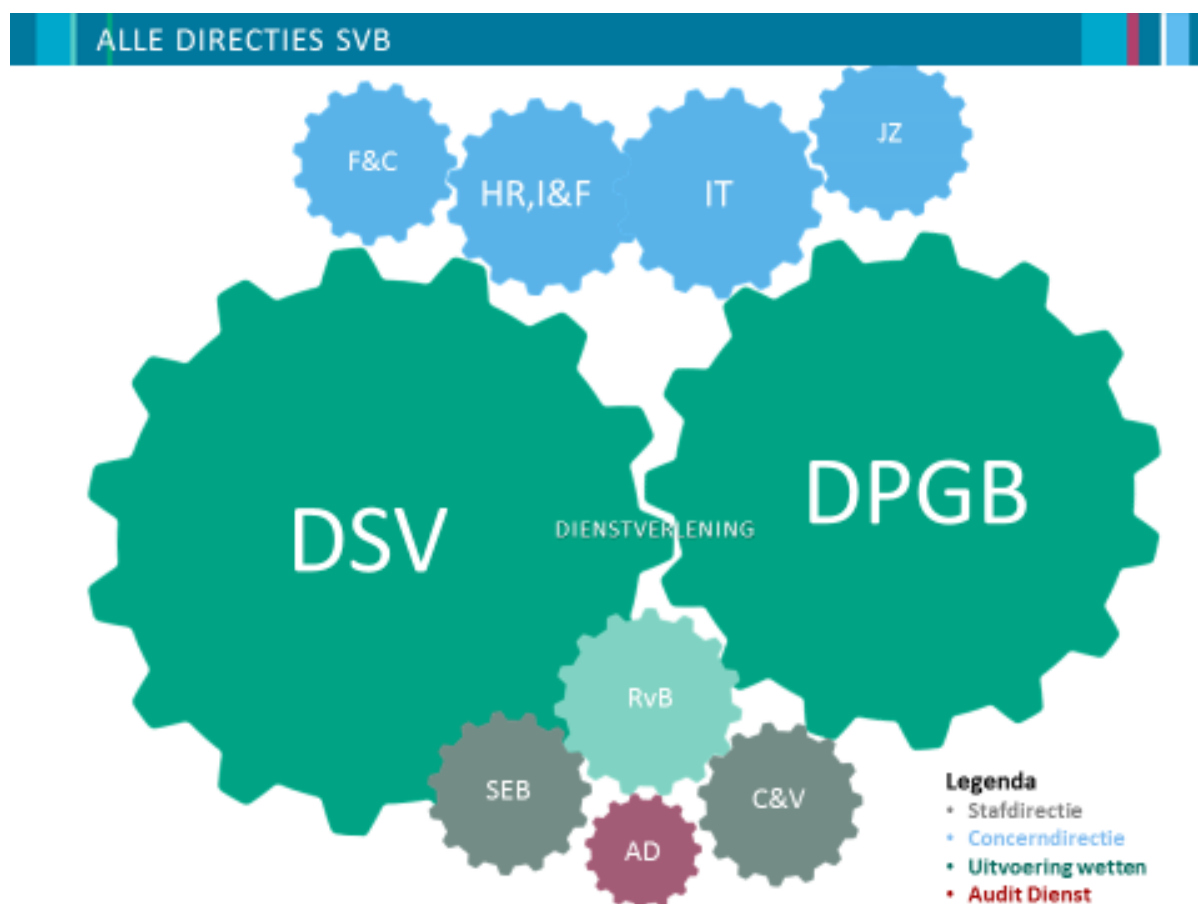 ALLE DIRECTIES SVB
F&C
HR,I&F
IT
JZ
DSV
DPGB
DIENSTVERLENING
RvB
SEB
C&V
AD
Legenda
• Stafdirectie
• Concerndirectie
• Uitvoering wetten
• Audit Dienst